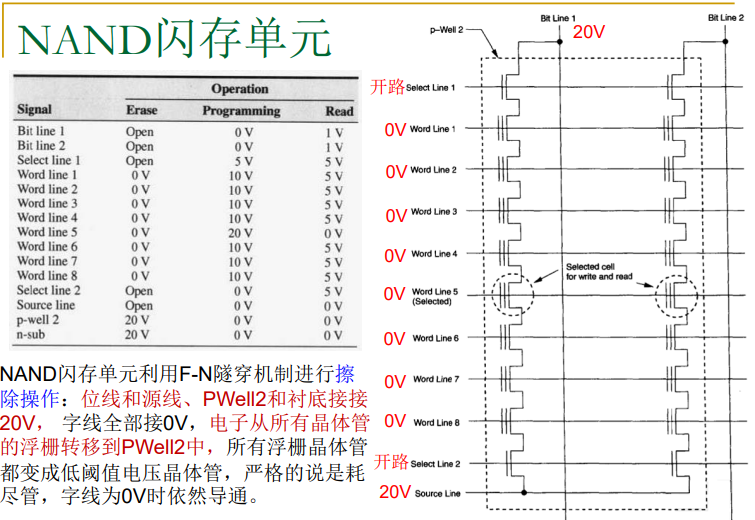 NAND闪存单元
Operation
Signal Erase Programming Read
Bit line 1 Open 0 V 1 V
Bit line 2 Open 0 V 1 V
Select line 1 Open 5 V 5 V
Word line 1 0 V 10 V 5 V
Word line 2 0 V 10 V 5 V
Word line 3 0 V 10 V 5 V
Word line 4 0 V 10 V 5 V
Word line 5 0 V 20 V 0 V
Word line 6 0 V 10 V 5 V
Word line 7 0 V 10 V 5 V
Word line 8 0 V 10 V 5 V
Select line 2 Open 0 V 5 V
Source line Open 0 V 0 V
p-well 2 20 V 0 V 0 V
n-sub 20 V 0 V 0 V
NAND闪存单元利用F-N隧穿机制进行擦
除操作：位线和源线、PWell2和衬底接接
20V， 字线全部接0V，电子从所有晶体管
的浮栅转移到PWell2中，所有浮栅晶体管
都变成低阈值电压晶体管，严格的说是耗
尽管，字线为0V时依然导通。
Bit Line 1
Bit Line 2
p–Well 2
20V
开路 Select Line 1
0V Word Line 1
0V Word Line 2
0V Word Line 3
0V Word Line 4
Selected cell
for write and read
0V Word Line 5
(Selected)
0V Word Line 6
0V Word Line 7
0V Word Line 8
开路 Select Line 2
20V Source Line